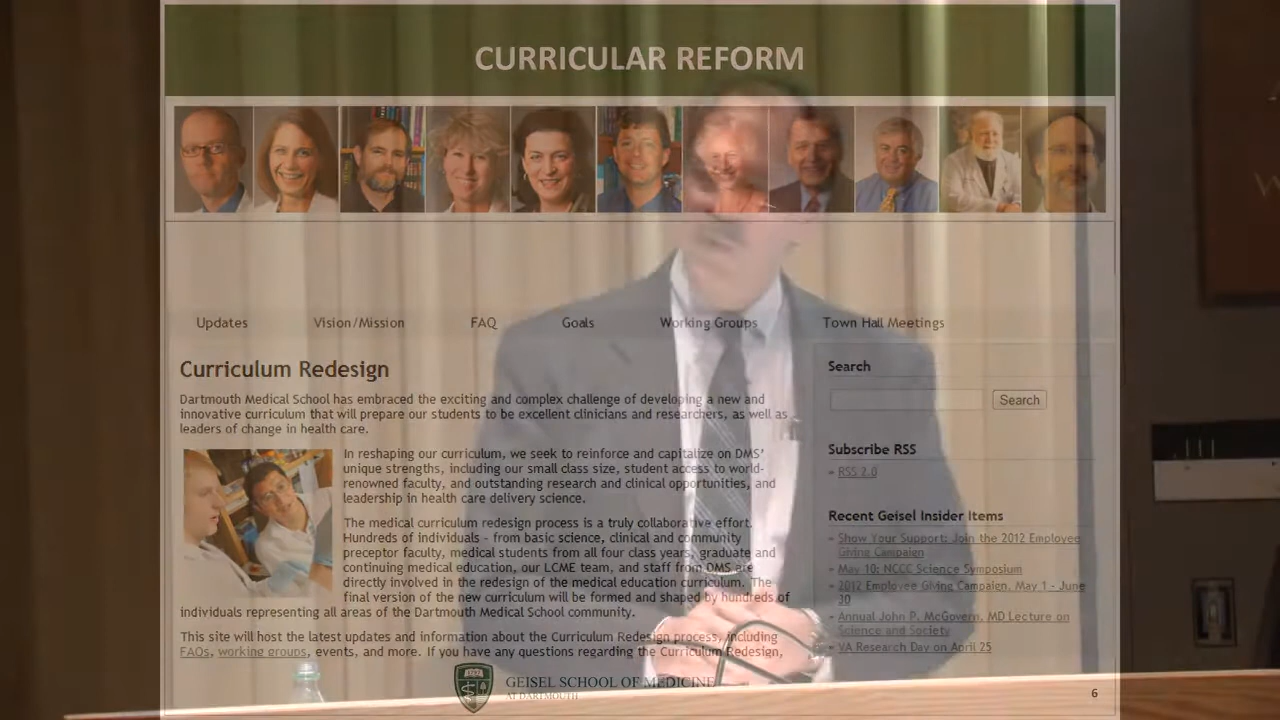 CURRICULAR REFORM
Updates Vision/Mission FAQ Goals Working Groups Town Hall Meetings
Curriculum Redesign
Dartmouth Medical School has embraced the exciting and complex challenge of developing a new and
innovative curriculum that will prepare our students to be excellent clinicians and researchers, as well as
leaders of change in health care.
In reshaping our curriculum, we seek to reinforce and capitalize on DMS'
unique strengths, including our small class size, student access to world-
renowned faculty, and outstanding research and clinical opportunities, and
leadership in health care delivery science.
The medical curriculum redesign process is a truly collaborative effort.
Hundreds of individuals - from basic science, clinical and community
preceptor faculty, medical students from all four class years, graduate and
continuing medical education, our LCME team, and staff from DMS are
directly involved in the redesign of the medical education curriculum. The
final version of the new curriculum will be formed and shaped by hundreds of
individuals representing all areas of the Dartmouth Medical School community.
This site will host the latest updates and information about the Curriculum Redesign process, including
FAQs, working groups, events, and more. If you have any questions regarding the Curriculum Redesign,
Search
Search
Subscribe RSS
RSS 2.0
Recent Geisel Insider Items
Show Your Support: Join the 2012 Employee
Giving Campaign
May 10: NCCC Science Symposium
2012 Employee Giving Campaign, May 1 - June
30
Annual John P. McGovern, MD Lecture on
Science and Society
VA Research Day on April 25
GEISEL SCHOOL OF MEDICINE
AT DARTMOUTH
6